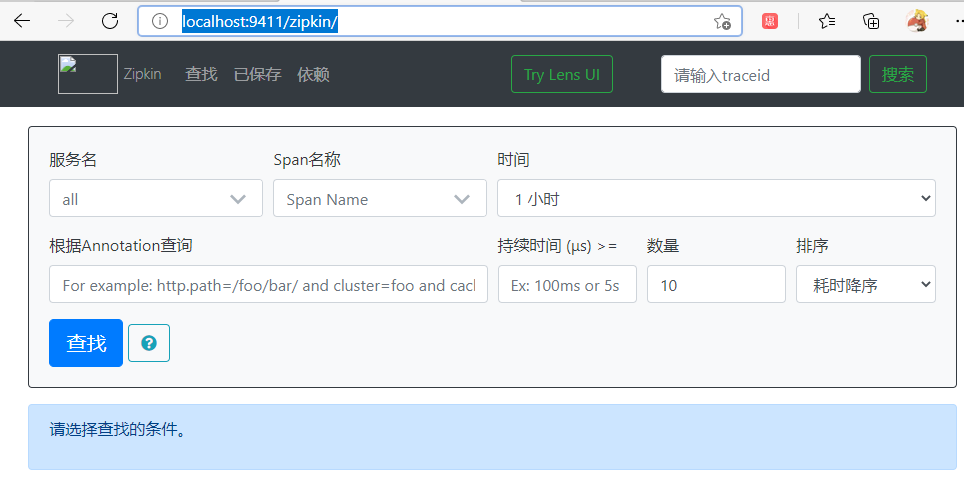 localhost:9411/zipkin/
Zipkin 查找 已保存 依赖 Try Lens UI 请输入traceid 搜索
服务名 Span名称 时间
all Span Name 1 小时
根据Annotation查询 持续时间 (μs) >= 数量 排序
For example: http.path=/foo/bar/ and cluster=foo and cacl Ex: 100ms or 5s 10 耗时降序
查找 ?
请选择查找的条件。